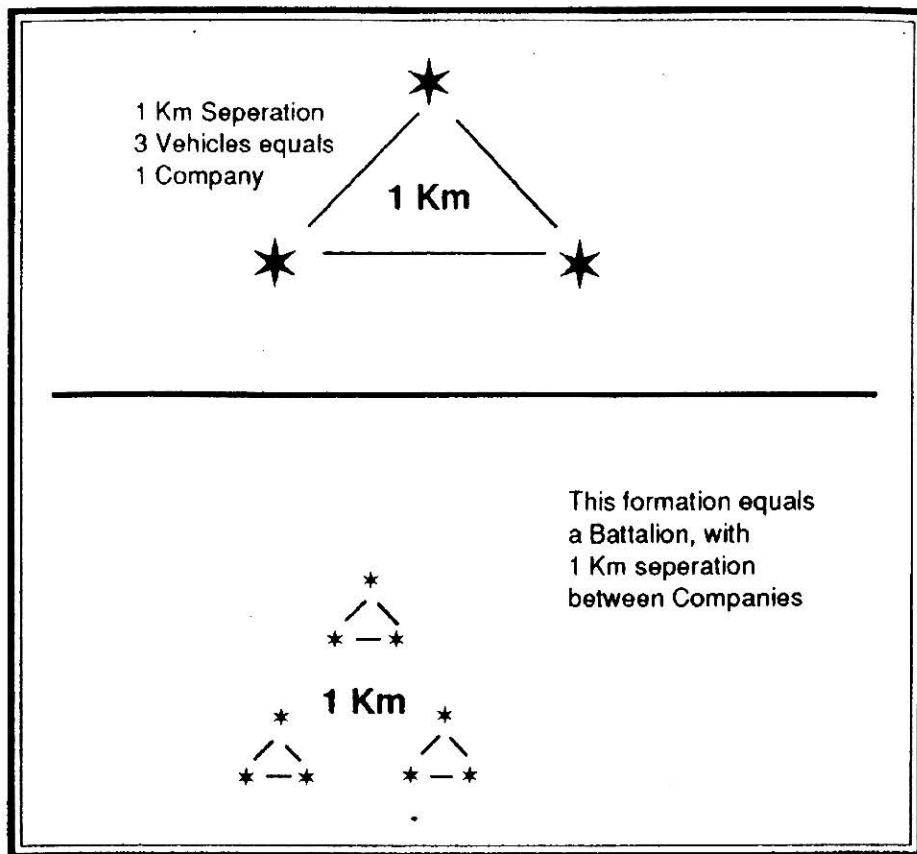 1 Km Seperation
3 Vehicles equals
1 Company
1 Km
This formation equals
a Battalion, with
1 Km seperation
between Companies
1 Km